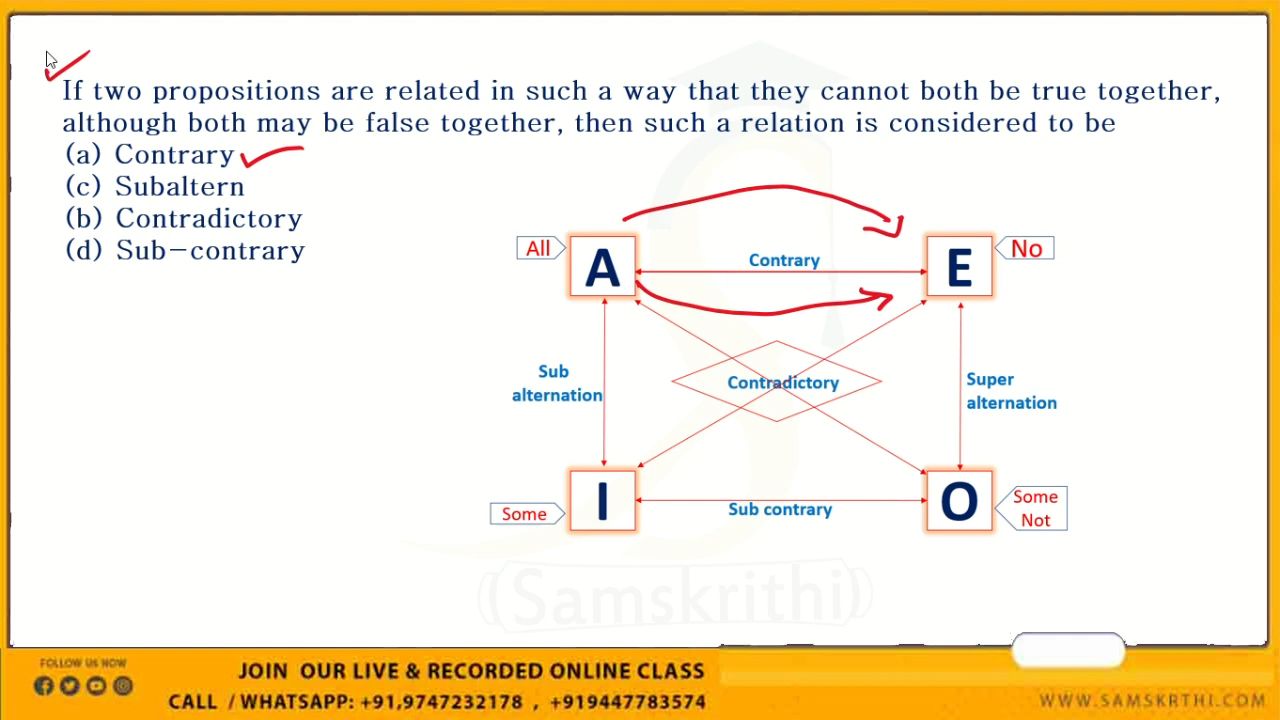 If two propositions are related in such a way that they cannot both be true together,
although both may be false together, then such a relation is considered to be
(a) Contrary
(c) Subaltern
(b) Contradictory
(d) Sub-contrary
All
A
Contrary
E
No
Sub
alternation
Contradictory
Super
alternation
Some
I
Sub contrary
O
Some
Not
Samskrithi
FOLLOW US NOW
JOIN OUR LIVE & RECORDED ONLINE CLASS
CALL / WHATSAPP: +91,9747232178 , +919447783574
WWW.SAMSKRTHI.COM